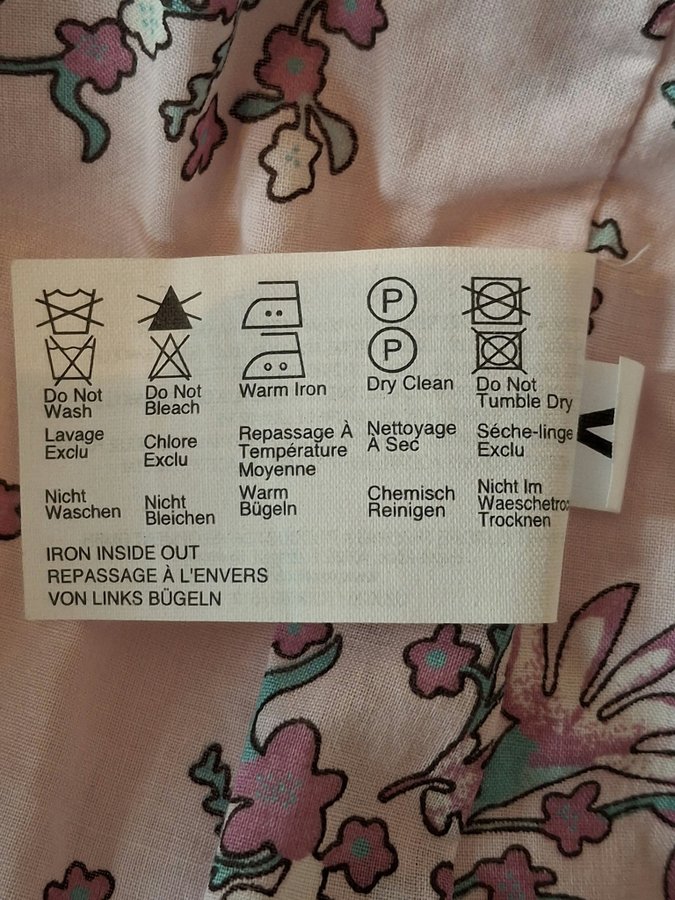 P
P
Do Not
Wash
Do Not
Bleach
Warm Iron
Dry Clean
Do Not
Tumble Dry
Lavage
Exclu
Chlore
Exclu
Repassage À
Température
Moyenne
Nettoyage
À Sec
Séche-linge
Exclu
Nicht
Waschen
Nicht
Bleichen
Warm
Bügeln
Chemisch
Reinigen
Nicht Im
Trocknen
IRON INSIDE OUT
REPASSAGE À L'ENVERS
VON LINKS BÜGELN